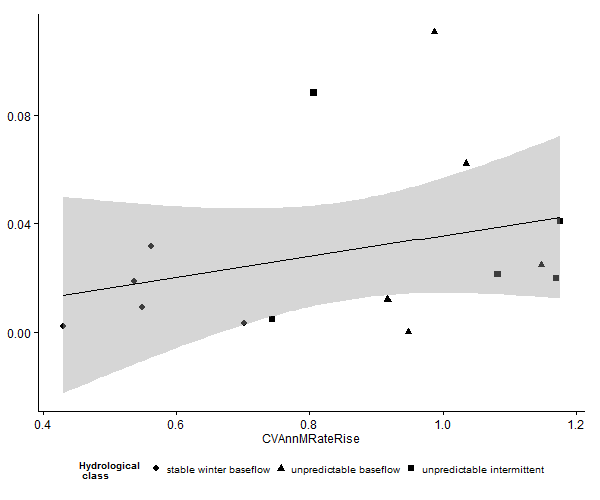 0.08
0.04
0.00
0.4 0.6 0.8 1.0 1.2
CVAnnMRateRise
Hydrological
class
stable winter baseflow unpredictable baseflow unpredictable intermittent